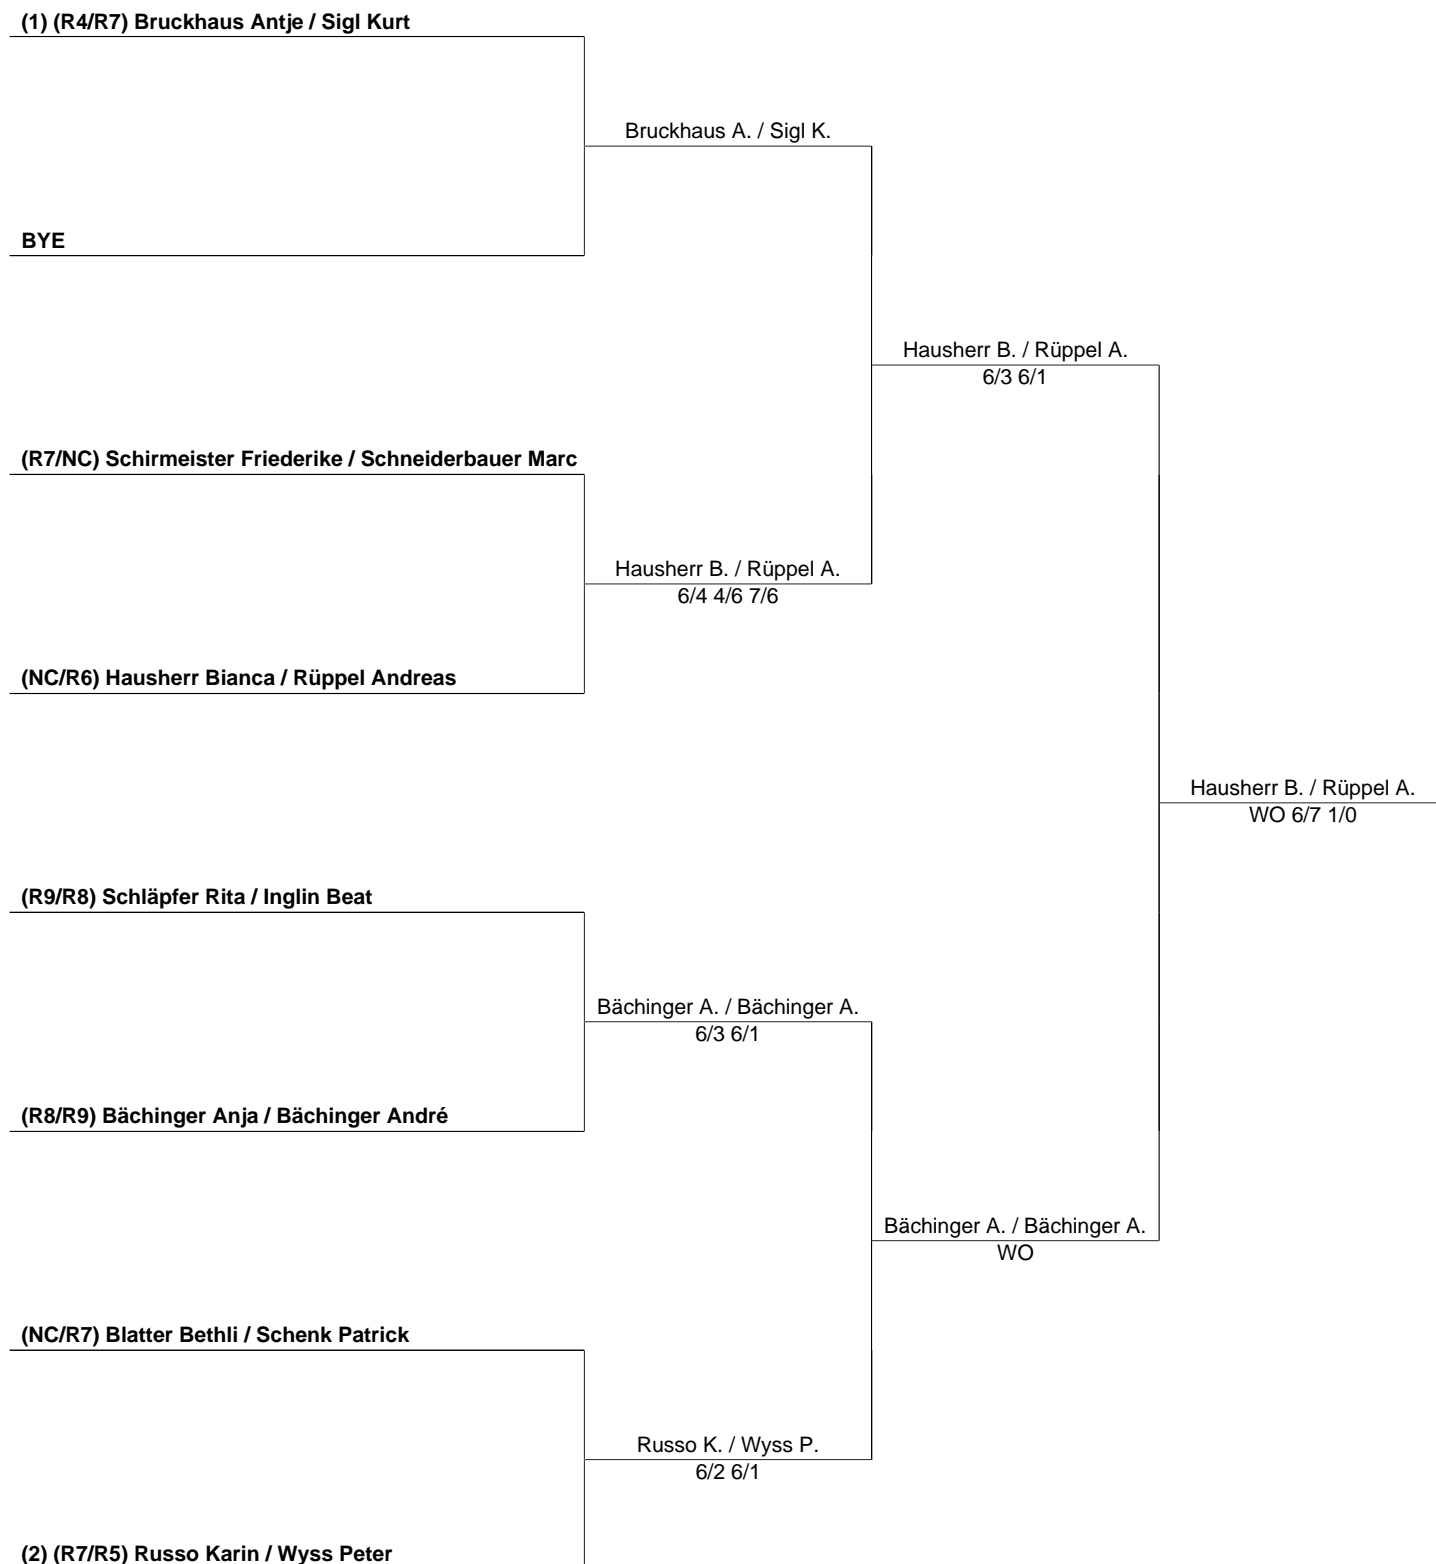 (1) (R4/R7) Bruckhaus Antje / Sigl Kurt
Bruckhaus A. / Sigl K.
BYE
Hausherr B. / Rüppel A.
6/3 6/1
(R7/NC) Schirmeister Friederike / Schneiderbauer Marc
Hausherr B. / Rüppel A.
6/4 4/6 7/6
(NC/R6) Hausherr Bianca / Rüppel Andreas
Hausherr B. / Rüppel A.
WO 6/7 1/0
(R9/R8) Schläpfer Rita / Inglin Beat
Bächinger A. / Bächinger A.
6/3 6/1
(R8/R9) Bächinger Anja / Bächinger André
Bächinger A. / Bächinger A.
WO
(NC/R7) Blatter Bethli / Schenk Patrick
Russo K. / Wyss P.
6/2 6/1
(2) (R7/R5) Russo Karin / Wyss Peter